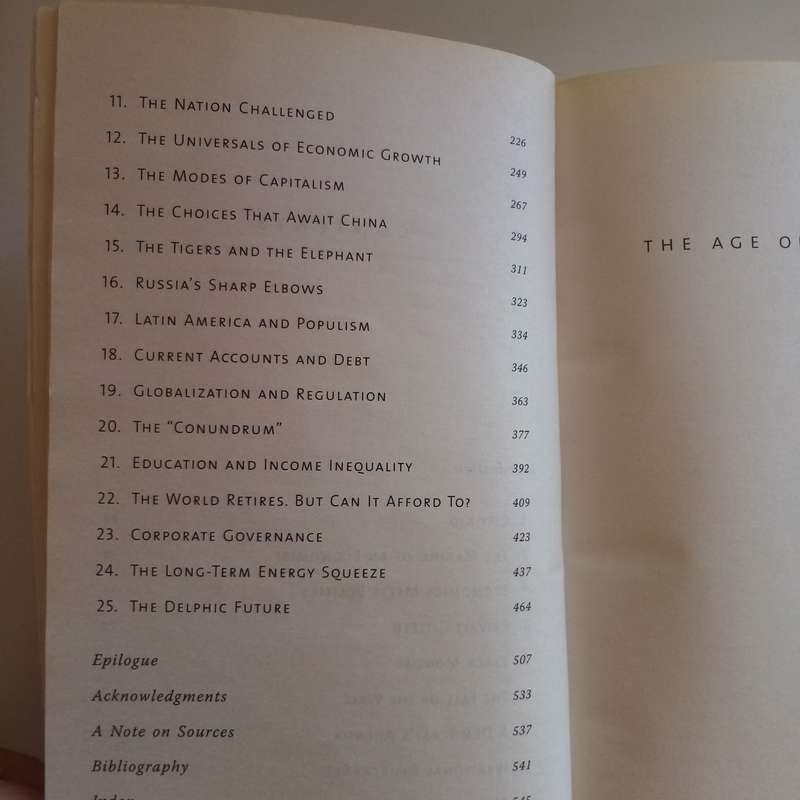 11. The Nation Challenged 226
12. The Universals of Economic Growth 249
13. The Modes of Capitalism 267
14. The Choices That Await China 294
15. The Tigers and the Elephant 311
16. Russia's Sharp Elbows 323
17. Latin America and Populism 334
18. Current Accounts and Debt 346
19. Globalization and Regulation 363
20. The “Conundrum” 377
21. Education and Income Inequality 392
22. The World Retires. But Can It Afford To? 409
23. Corporate Governance 423
24. The Long-Term Energy Squeeze 437
25. The Delphic Future 464
Epilogue 507
Acknowledgments 533
A Note on Sources 537
Bibliography 541
Index 545
THE AGE O